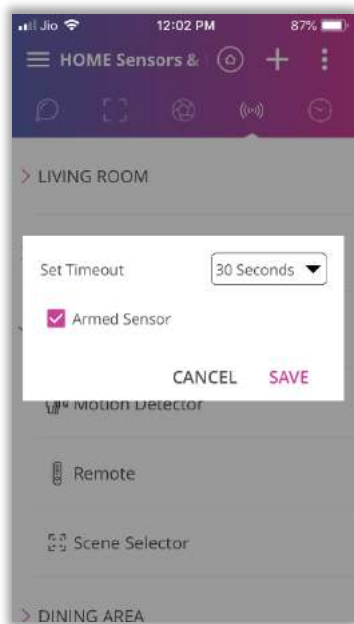 Jio 12:02 PM 87%
HOME Sensors &
LIVING ROOM
Set Timeout 30 Seconds
Armed Sensor
CANCEL SAVE
Motion Detector
Remote
Scene Selector
DINING AREA